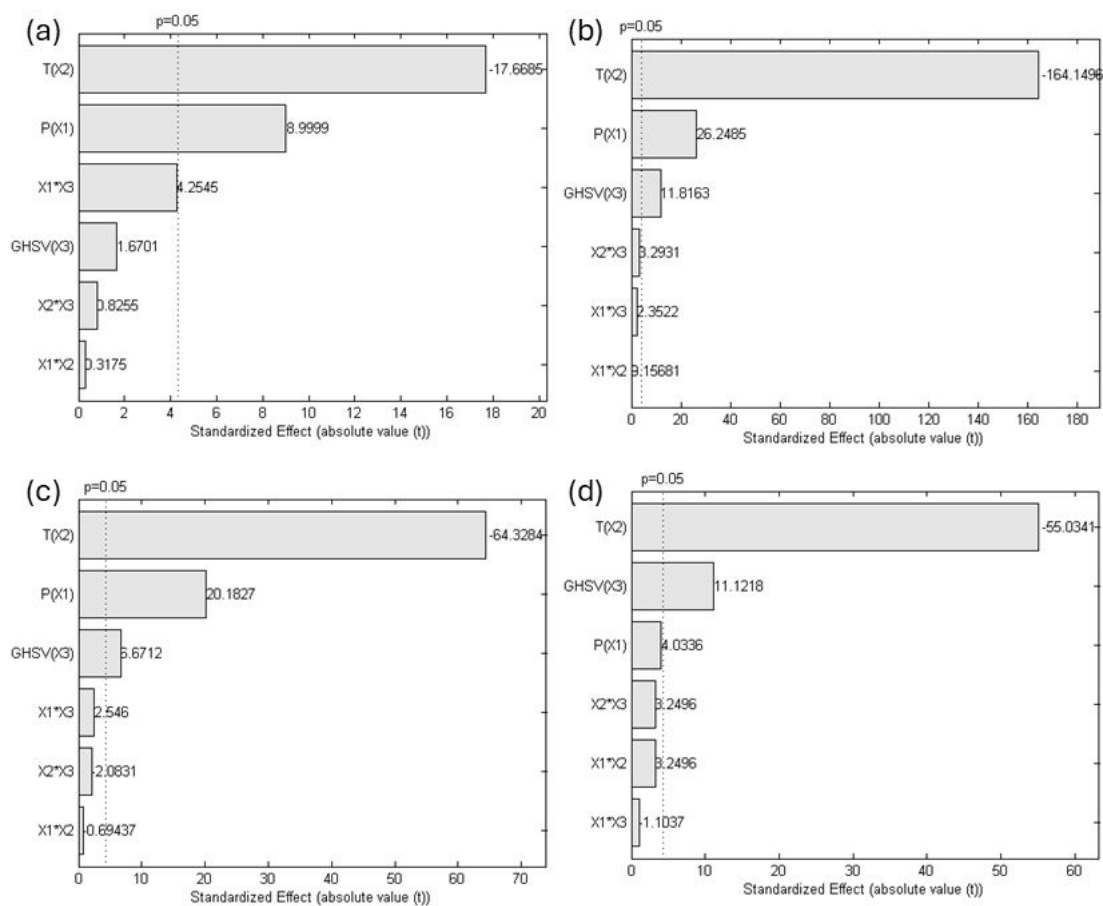 (a)
p=0.05
T(X2)
-17.6685
P(X1)
8.9999
X1*X3
4.2545
GHSV(X3)
1.6701
X2*X3
0.8255
X1*X2
0.3175
0 2 4 6 8 10 12 14 16 18 20
Standardized Effect (absolute value (t))
(b)
p=0.05
T(X2)
-164.1496
P(X1)
26.2485
GHSV(X3)
11.8163
X2*X3
3.2931
X1*X3
2.3522
X1*X2
0.15681
0 20 40 60 80 100 120 140 160 180
Standardized Effect (absolute value (t))
(c)
p=0.05
T(X2)
-64.3284
P(X1)
20.1827
GHSV(X3)
6.6712
X1*X3
2.546
X2*X3
-2.0831
X1*X2
-0.69437
0 10 20 30 40 50 60 70
Standardized Effect (absolute value (t))
(d)
p=0.05
T(X2)
-55.0341
GHSV(X3)
11.1218
P(X1)
4.0336
X2*X3
3.2496
X1*X2
3.2496
X1*X3
-1.1037
0 10 20 30 40 50 60
Standardized Effect (absolute value (t))